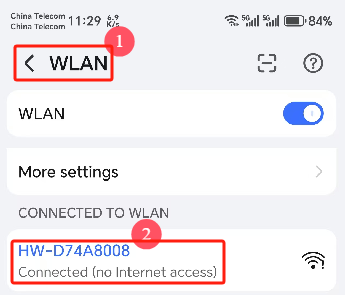 China Telecom
China Telecom 11:29 6.9 K/s 5G 5G 84%
1
WLAN
WLAN
More settings
CONNECTED TO WLAN
2
HW-D74A8008
Connected (no Internet access)